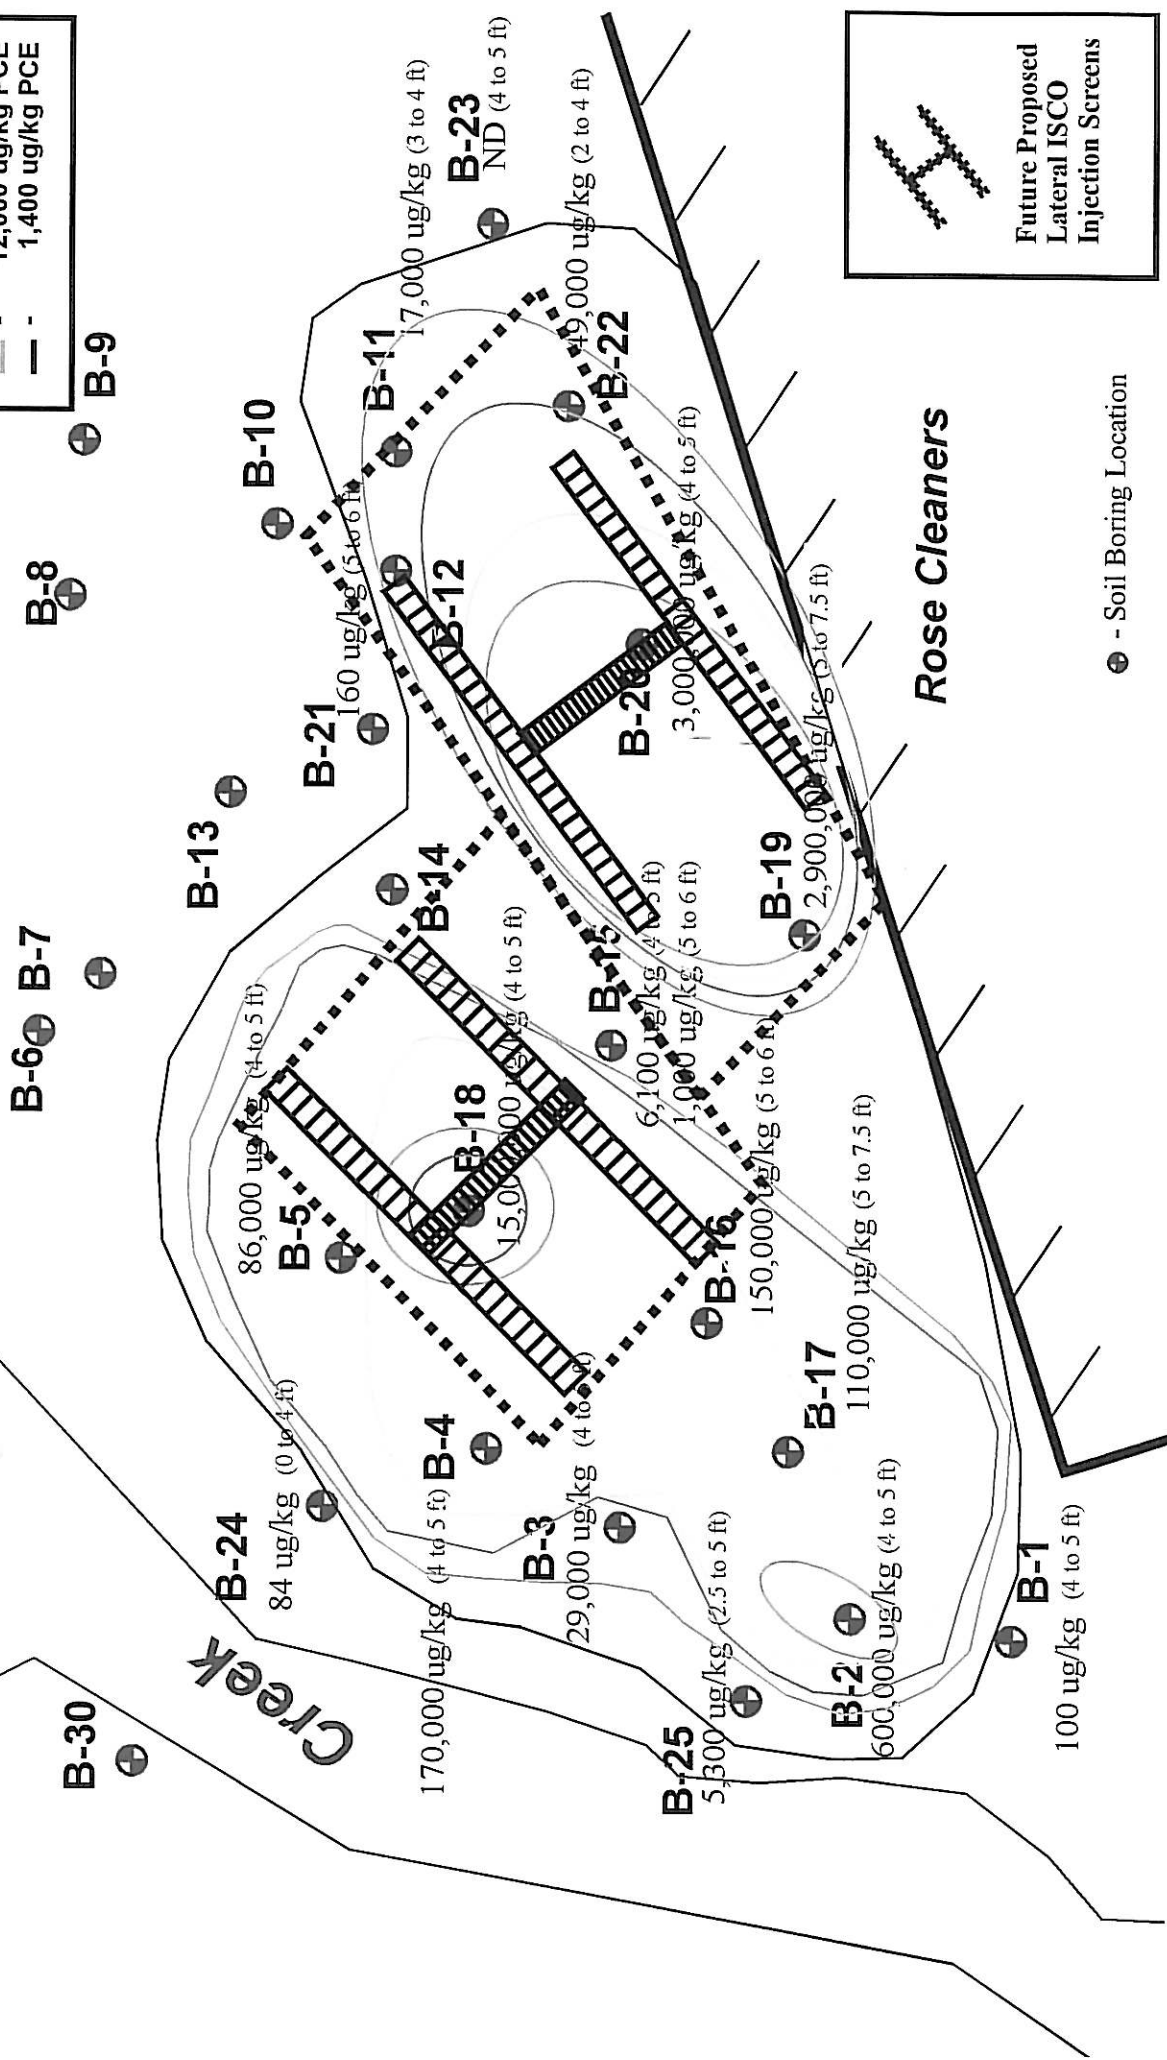 12,000 ug/kg PCE
1,400 ug/kg PCE
B-6
B-7
B-8
B-9
B-30
B-13
B-10
B-24
84 ug/kg (0 to 4 ft)
86,000 ug/kg (4 to 5 ft)
B-5
B-21
160 ug/kg (5 to 6 ft)
Creek
B-11
17,000 ug/kg (3 to 4 ft)
B-4
170,000 ug/kg (4 to 5 ft)
B-14
B-12
B-23
ND (4 to 5 ft)
B-18
15,000,000 ug/kg (4 to 5 ft)
B-3
29,000 ug/kg (4 to 5 ft)
B-22
49,000 ug/kg (2 to 4 ft)
B-15
6,100 ug/kg (4 to 5 ft)
1,000 ug/kg (5 to 6 ft)
B-20
3,000,000 ug/kg (4 to 5 ft)
B-25
5,300 ug/kg (2.5 to 5 ft)
B-16
150,000 ug/kg (5 to 6 ft)
B-19
2,900,000 ug/kg (5 to 7.5 ft)
B-17
110,000 ug/kg (5 to 7.5 ft)
B-2
600,000 ug/kg (4 to 5 ft)
Rose Cleaners
B-1
100 ug/kg (4 to 5 ft)
Future Proposed
Lateral ISCO
Injection Screens
- Soil Boring Location